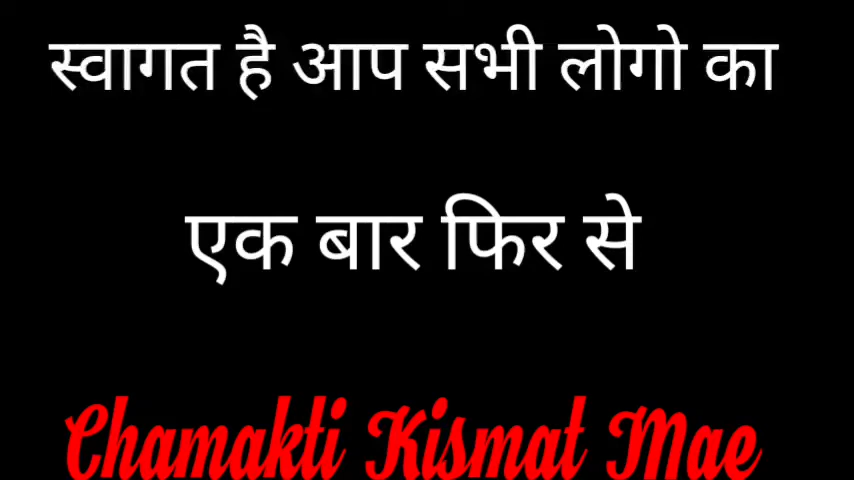 स्वागत है आप सभी लोगो का
एक बार फिर से
Chamakti Kismat Mae